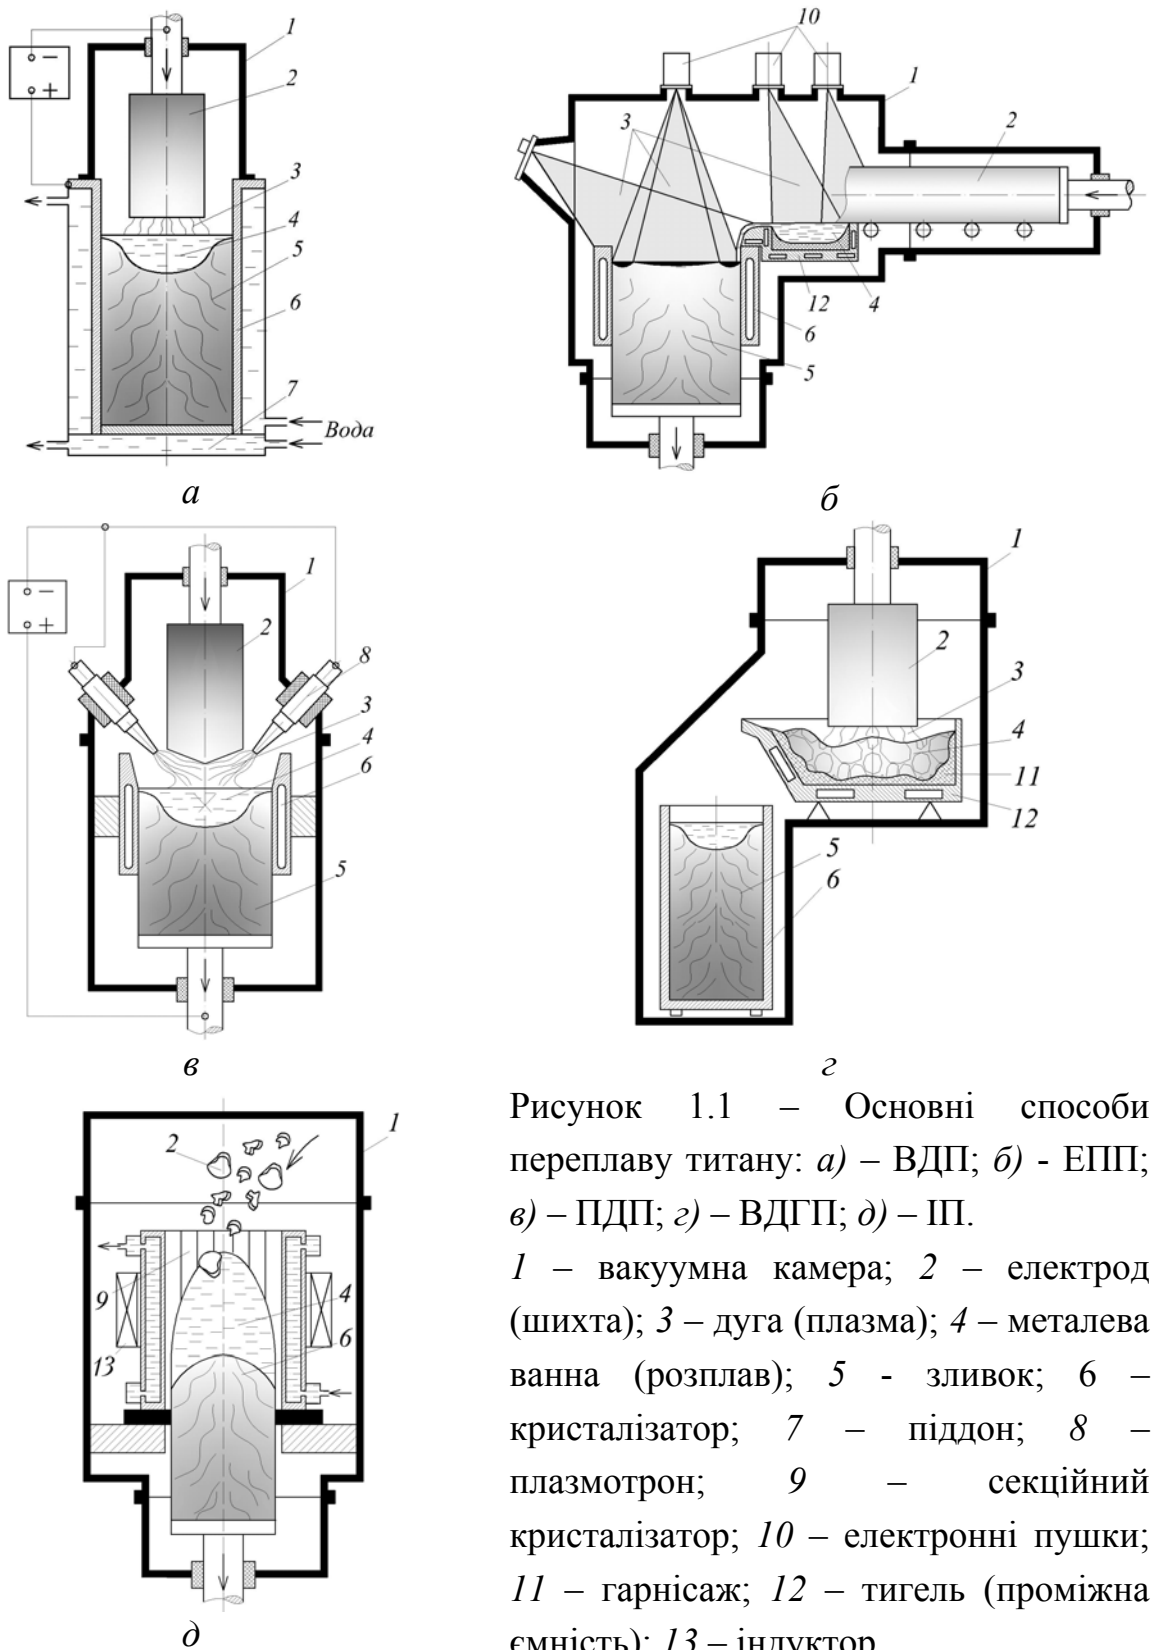 1
2
3
4
5
6
7
Вода
−
+
а
10
1
2
3
12
4
6
5
б
1
2
8
3
4
6
5
−
+
в
1
2
3
4
11
12
5
6
г
2
1
9
4
6
13
д
Рисунок 1.1 – Основні способи
переплаву титану: а) – ВДП; б) - ЕПП;
в) – ПДП; г) – ВДГП; д) – ІП.
1 – вакуумна камера; 2 – електрод
(шихта); 3 – дуга (плазма); 4 – металева
ванна (розплав); 5 - зливок; 6 –
кристалізатор; 7 – піддон; 8 –
плазмотрон; 9 – секційний
кристалізатор; 10 – електронні пушки;
11 – гарнісаж; 12 – тигель (проміжна
ємність); 13 – індуктор